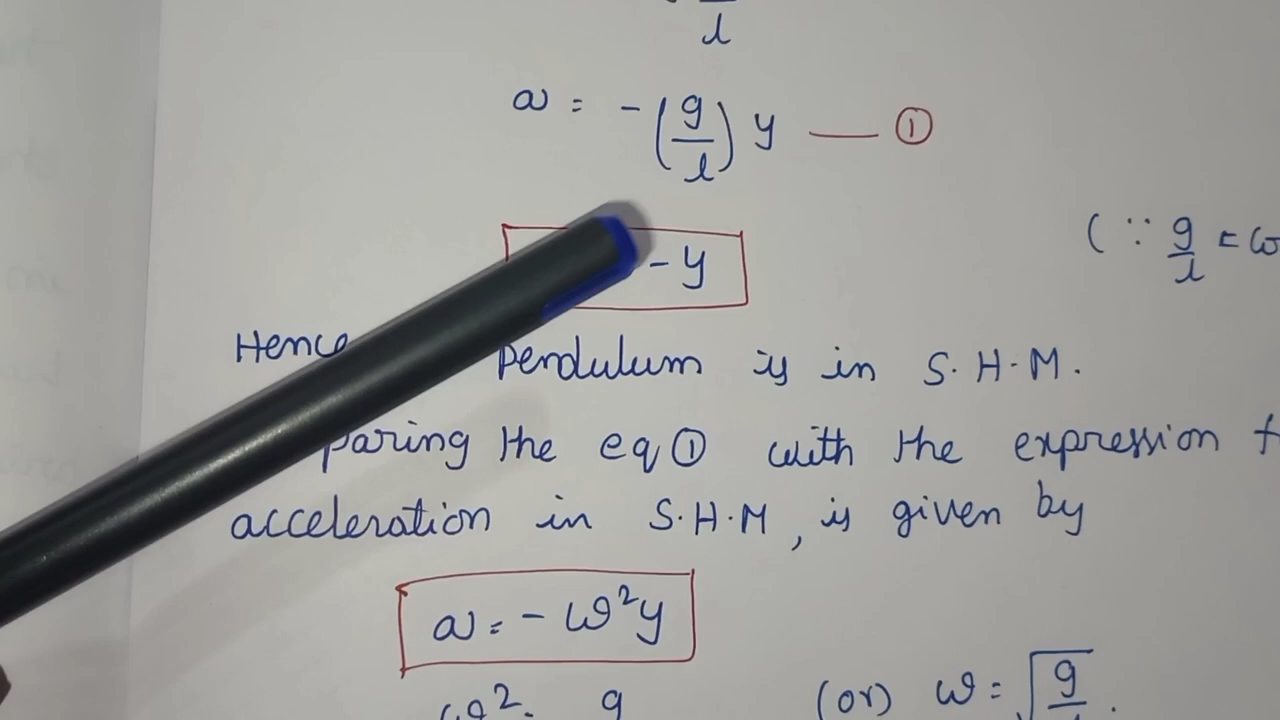 l
a = -(g/l) y — ①
- y
(∵ g/l = ω
Hence Pendulum is in S.H.M.
paring the eq ① with the expression f
acceleration in S.H.M, is given by
a = - ω²y
ω² = g (or) ω = √g